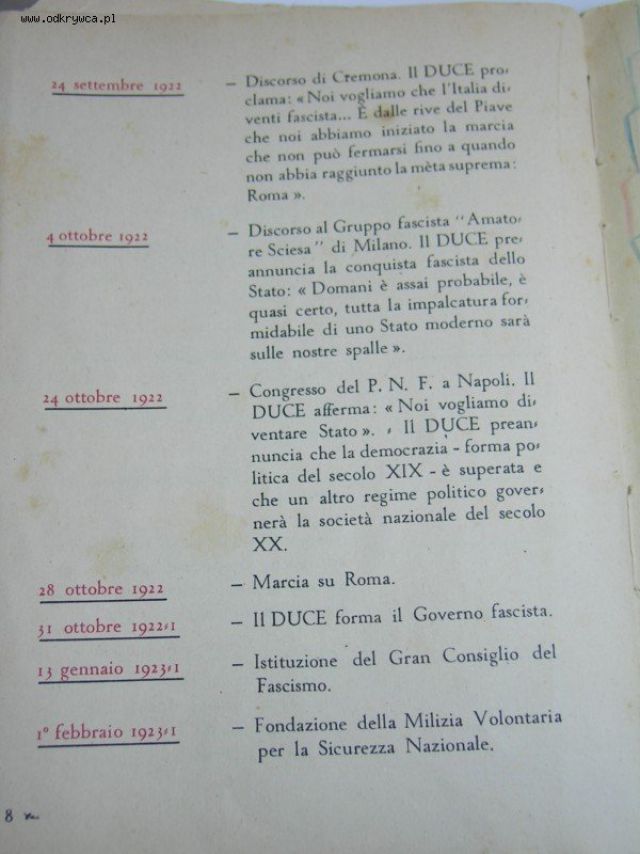 www.odkrywca.pl
24 settembre 1922 – Discorso di Cremona. Il DUCE pro-
clama: « Noi vogliamo che l'Italia di-
venti fascista... È dalle rive del Piave
che noi abbiamo iniziato la marcia
che non può fermarsi fino a quando
non abbia raggiunto la mèta suprema:
Roma ».
4 ottobre 1922 – Discorso al Gruppo fascista "Amato-
re Sciesa" di Milano. Il DUCE pre-
annuncia la conquista fascista dello
Stato: « Domani è assai probabile, è
quasi certo, tutta la impalcatura for-
midabile di uno Stato moderno sarà
sulle nostre spalle ».
24 ottobre 1922 – Congresso del P. N. F. a Napoli. Il
DUCE afferma: « Noi vogliamo di-
ventare Stato ». - Il DUCE prean-
nuncia che la democrazia - forma po-
litica del secolo XIX - è superata e
che un altro regime politico gover-
nerà la società nazionale del secolo
XX.
28 ottobre 1922 – Marcia su Roma.
31 ottobre 1922-I – Il DUCE forma il Governo fascista.
13 gennaio 1923-I – Istituzione del Gran Consiglio del
Fascismo.
1° febbraio 1923-I – Fondazione della Milizia Volontaria
per la Sicurezza Nazionale.
8